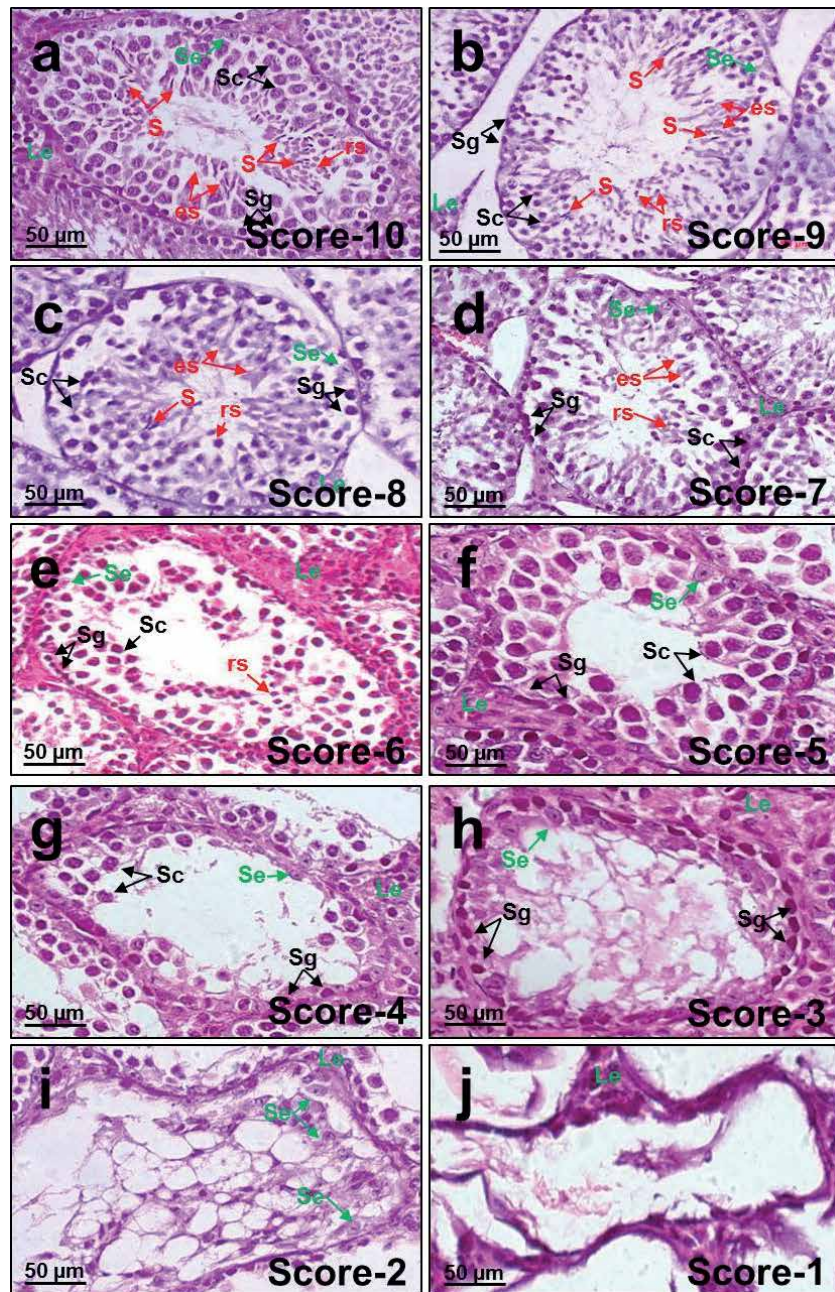 a
Se
Sc
S
S
rs
Le
es
Sg
50 µm
Score-10
b
S
Se
es
S
Sg
S
rs
Sc
Le
50 µm
Score-9
c
es
Se
Sc
Sg
S
rs
Le
50 µm
Score-8
d
Se
es
Le
Sg
rs
Sc
50 µm
Score-7
e
Se
Le
Sg
Sc
rs
50 µm
Score-6
f
Se
Sg
Sc
Le
50 µm
Score-5
g
Sc
Se
Le
Sg
50 µm
Score-4
h
Le
Se
Sg
Sg
50 µm
Score-3
i
Le
Se
Se
50 µm
Score-2
j
Le
50 µm
Score-1